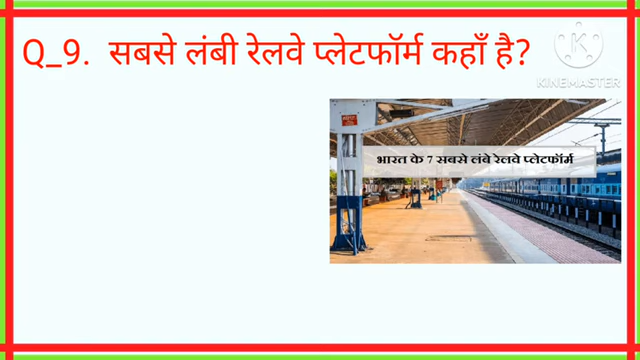 Q_9. सबसे लंबी रेलवे प्लेटफॉर्म कहाँ है?
KINEMASTER
भारत के 7 सबसे लंबे रेलवे प्लेटफॉर्म